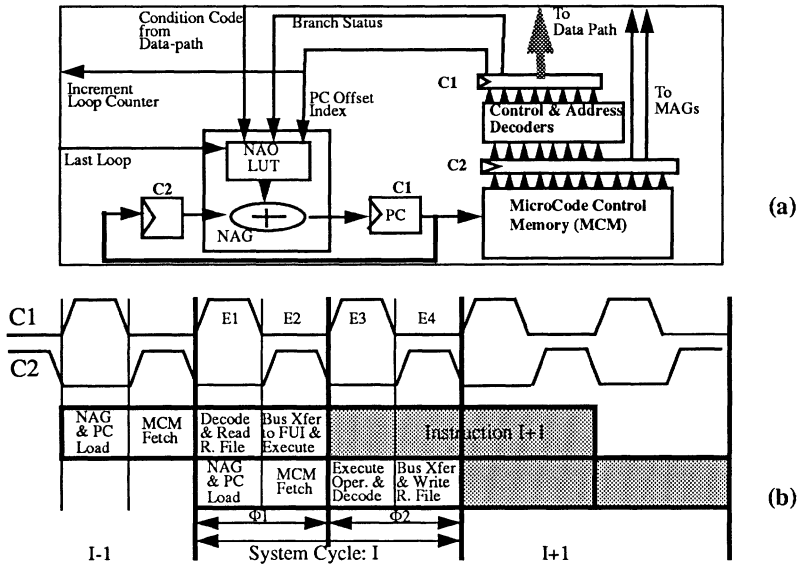 Condition Code
from
Data-path
Branch Status
To
Data Path
Increment
Loop Counter
PC Offset
Index
C1
Control & Address
Decoders
To
MAGs
Last Loop
NAO
LUT
C2
C2
C1
PC
NAG
MicroCode Control
Memory (MCM)
(a)
C1
E1
E2
E3
E4
C2
NAG
& PC
Load
MCM
Fetch
Decode
& Read
R. File
Bus Xfer
to FUI &
Execute
Instruction I+1
NAG
& PC
Load
MCM
Fetch
Execute
Oper. &
Decode
Bus Xfer
& Write
R. File
(b)
Φ1
Φ2
I-1
System Cycle: I
I+1